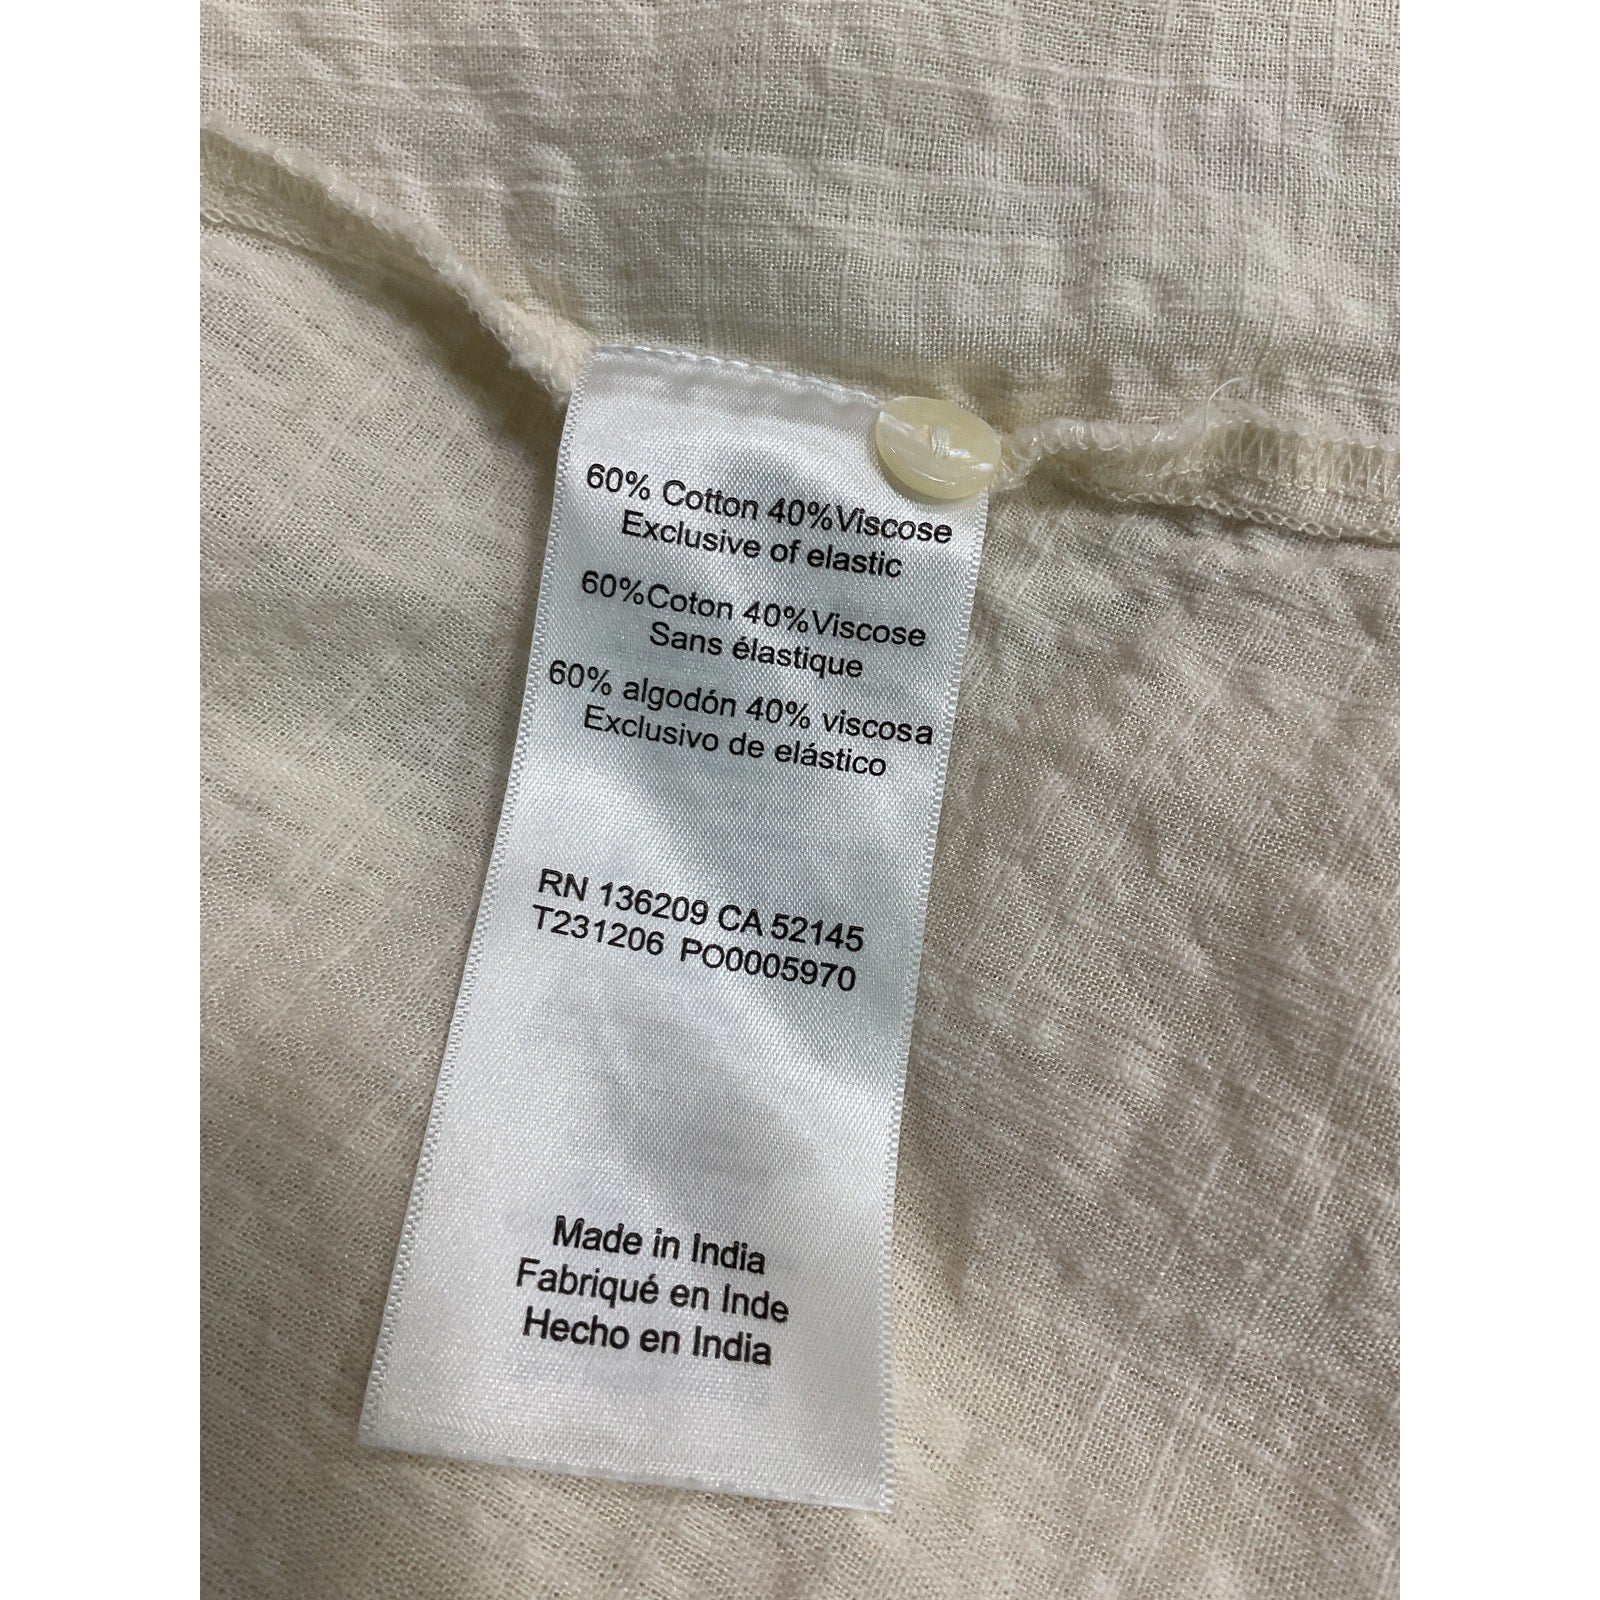 60% Cotton 40%Viscose
Exclusive of elastic
60%Coton 40%Viscose
Sans élastique
60% algodón 40% viscosa
Exclusivo de elástico
RN 136209 CA 52145
T231206 PO0005970
Made in India
Fabriqué en Inde
Hecho en India